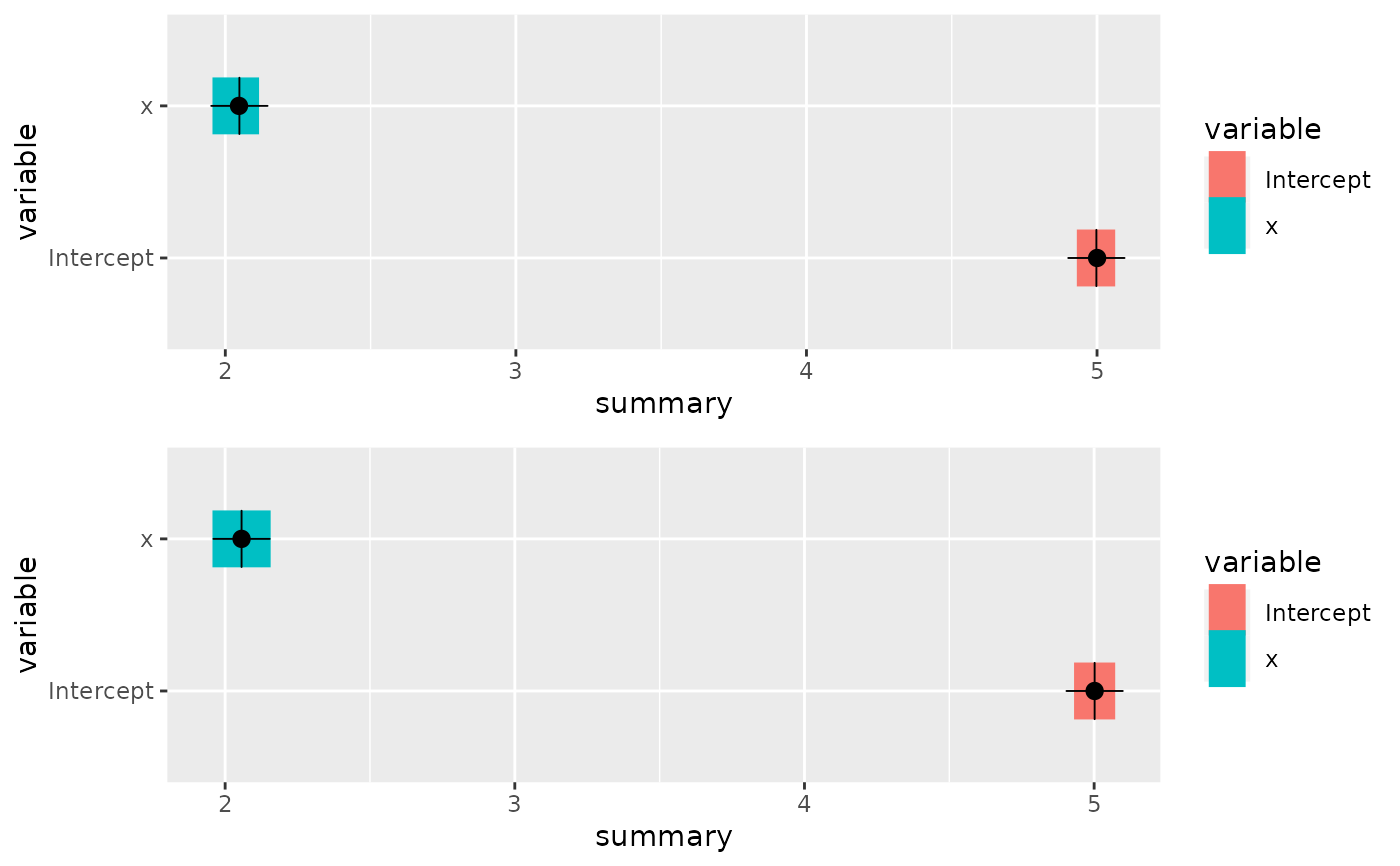 variable
x
Intercept
2 3 4 5
summary
variable
Intercept
x
variable
x
Intercept
2 3 4 5
summary
variable
Intercept
x